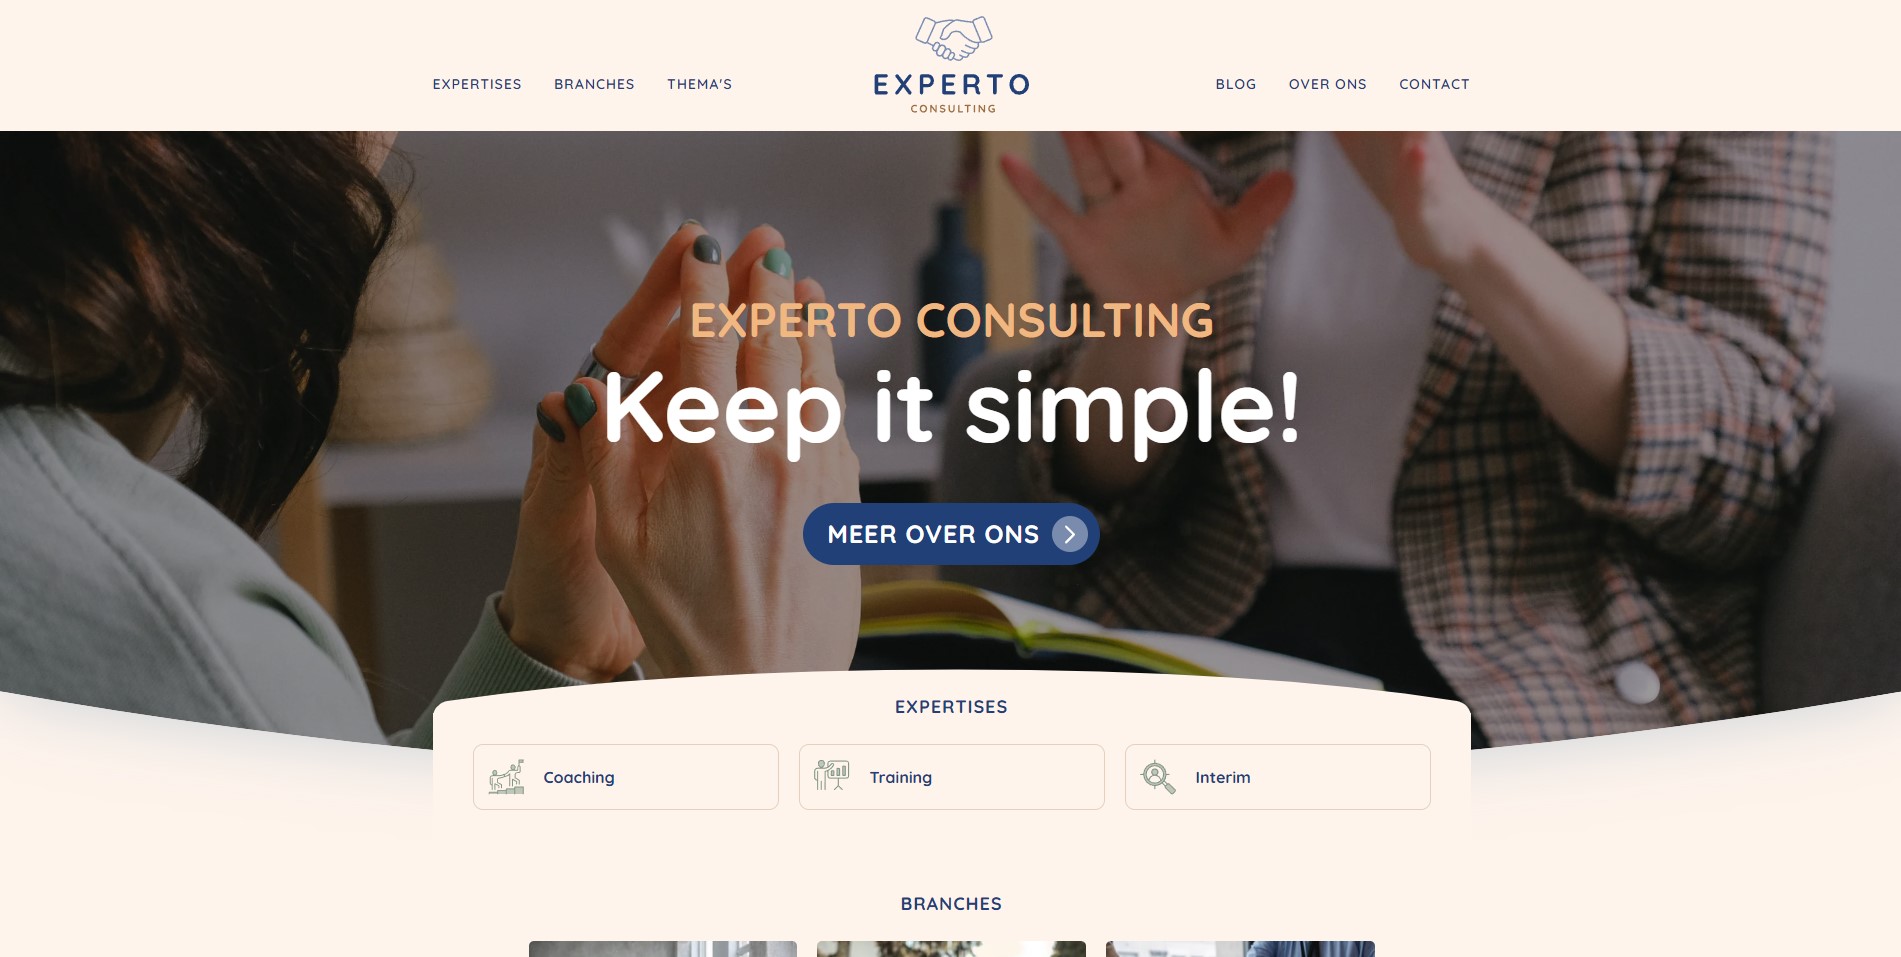 EXPERTISES BRANCHES THEMA'S
EXPERTO
CONSULTING
BLOG OVER ONS CONTACT
EXPERTO CONSULTING
Keep it simple!
MEER OVER ONS
EXPERTISES
Coaching
Training
Interim
BRANCHES